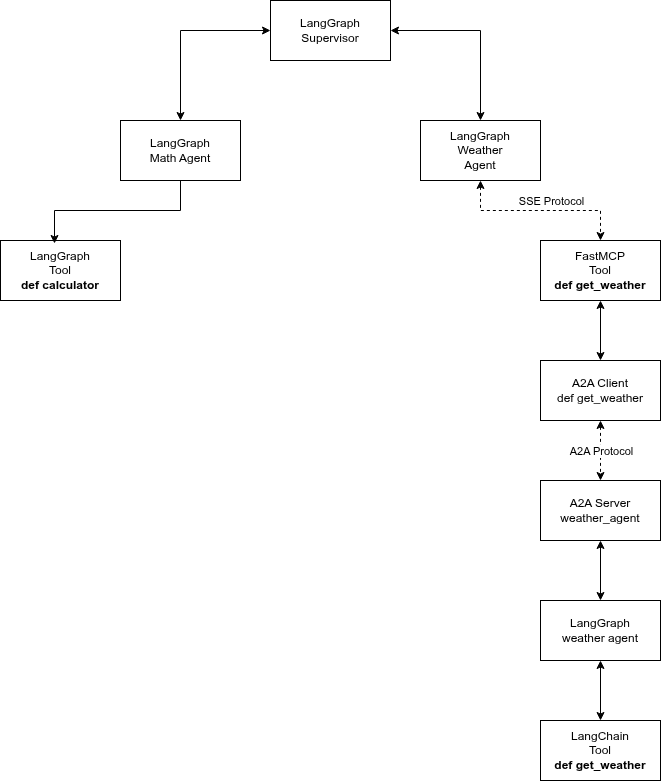 LangGraph
Supervisor
LangGraph
Math Agent
LangGraph
Weather
Agent
SSE Protocol
LangGraph
Tool
def calculator
FastMCP
Tool
def get_weather
A2A Client
def get_weather
A2A Protocol
A2A Server
weather_agent
LangGraph
weather agent
LangChain
Tool
def get_weather